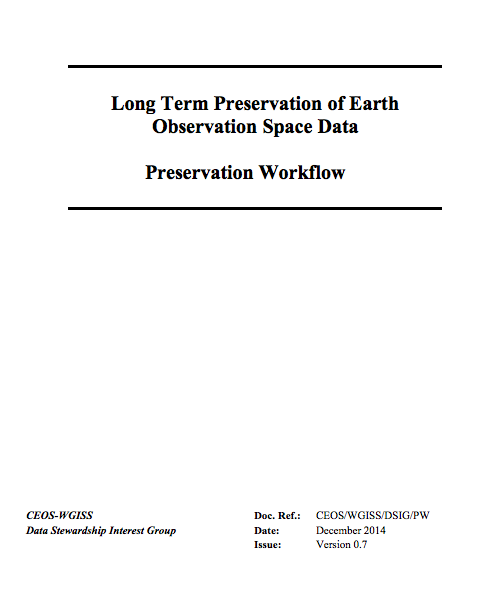 Long Term Preservation of Earth
Observation Space Data
Preservation Workflow
CEOS-WGISS
Data Stewardship Interest Group
Doc. Ref.: CEOS/WGISS/DSIG/PW
Date: December 2014
Issue: Version 0.7